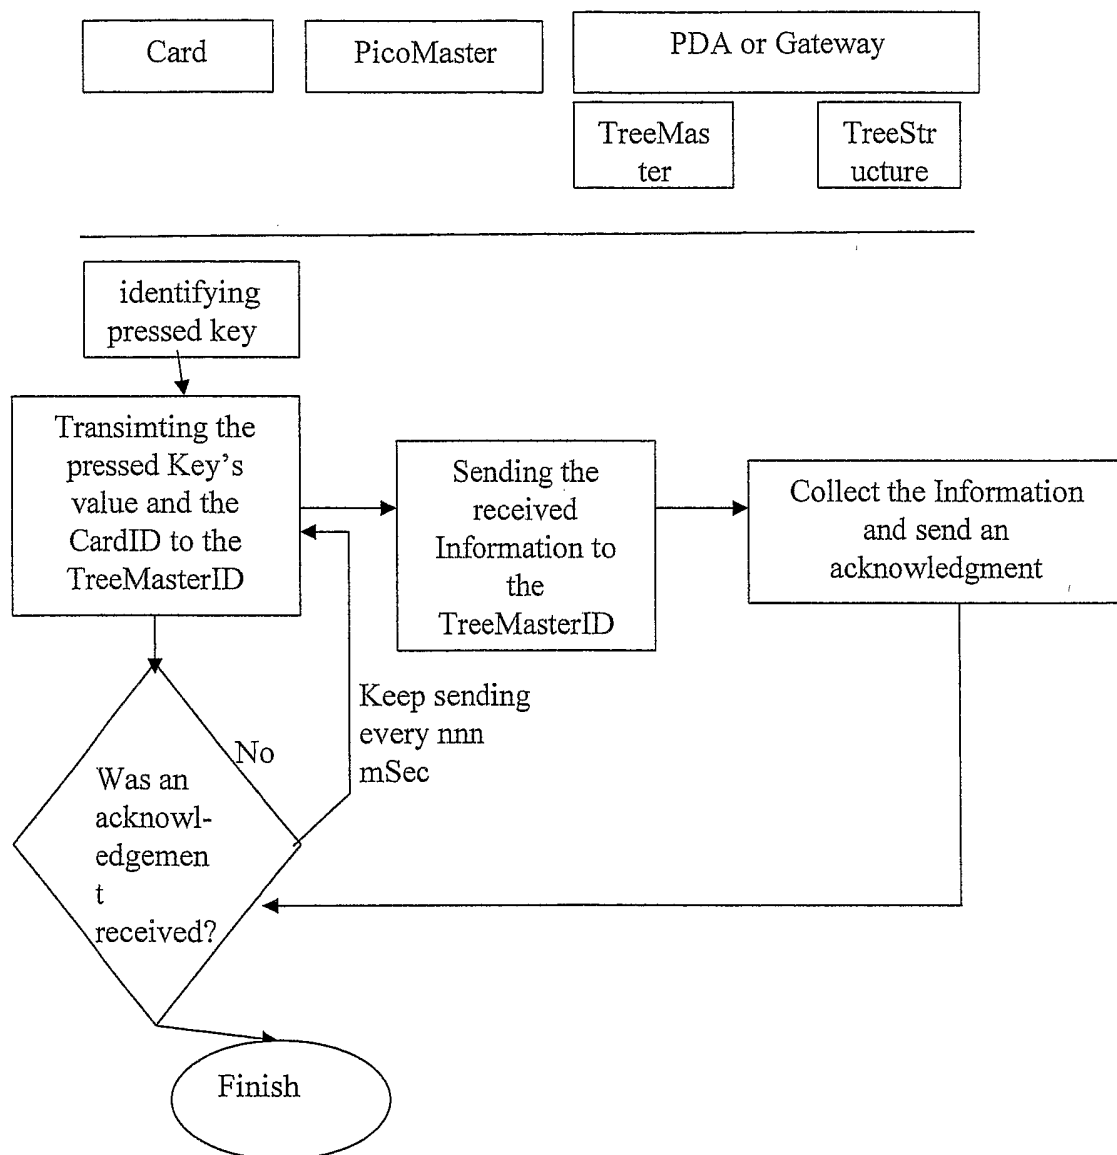 Card
PicoMaster
PDA or Gateway
TreeMas
ter
TreeStr
ucture
identifying
pressed key
Transimting the
pressed Key's
value and the
CardID to the
TreeMasterID
Sending the
received
Information to
the
TreeMasterID
Collect the Information
and send an
acknowledgment
Keep sending
every nnn
mSec
No
Was an
acknowl-
edgemen
t
received?
Finish